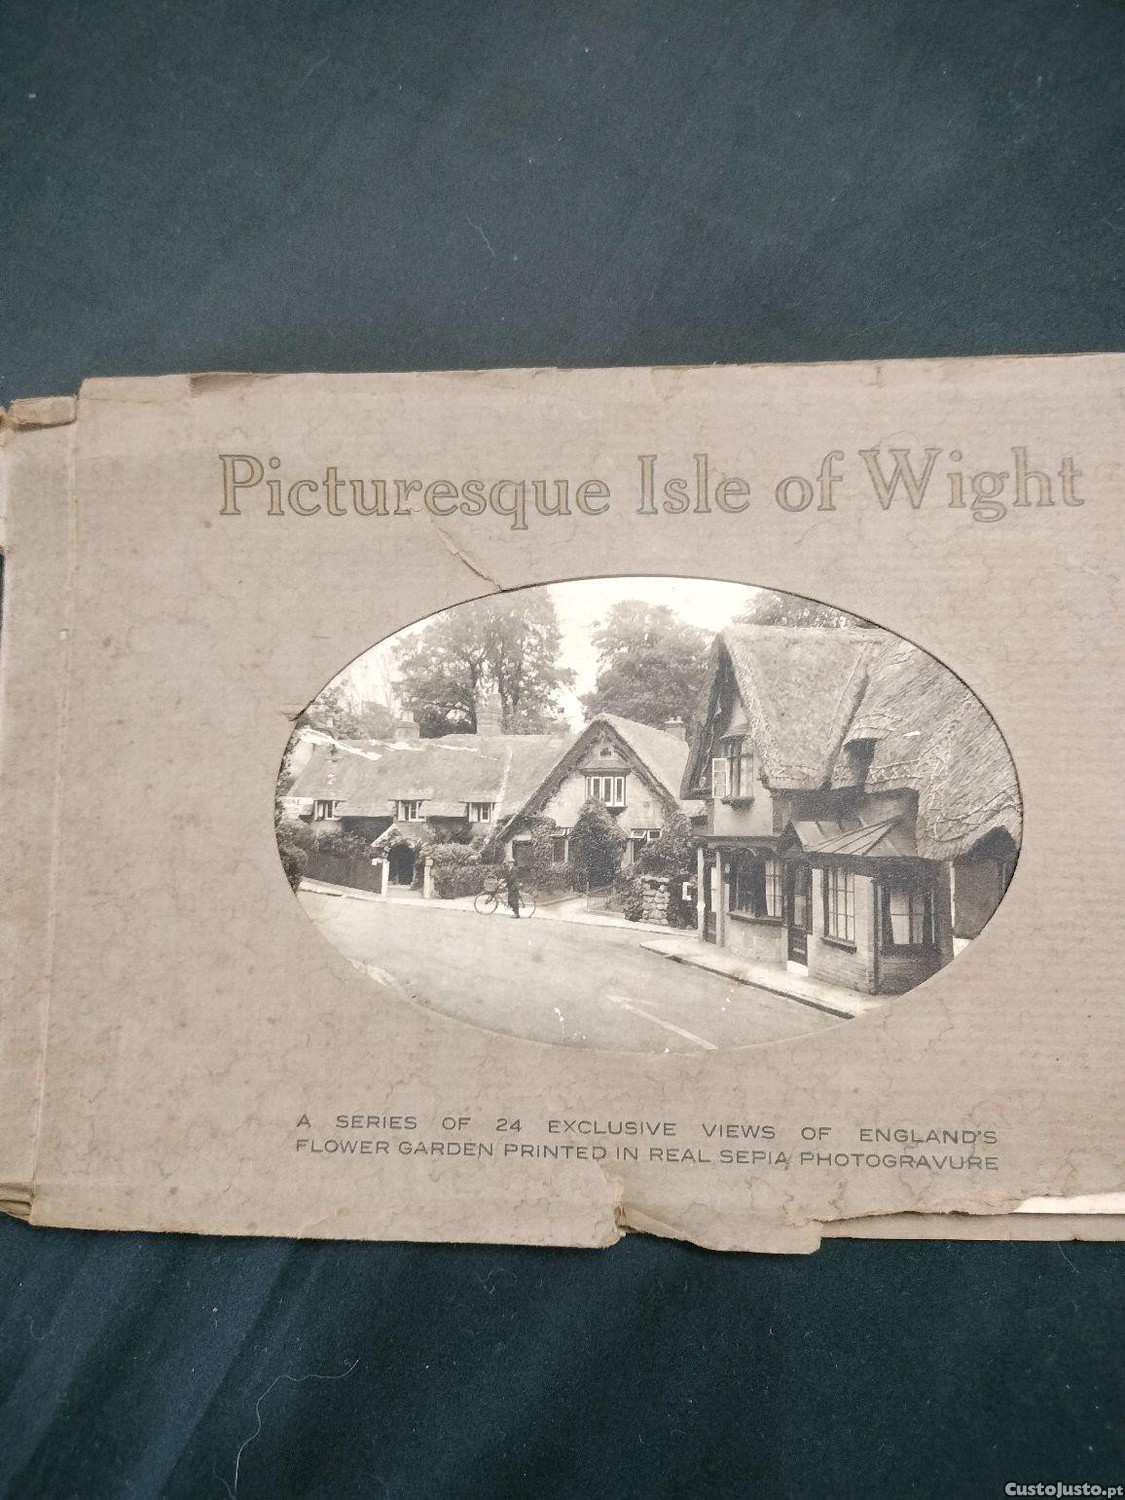 Picturesque Isle of Wight
A SERIES OF 24 EXCLUSIVE VIEWS OF ENGLAND'S
FLOWER GARDEN PRINTED IN REAL SEPIA PHOTOGRAVURE
CustoJusto.pt